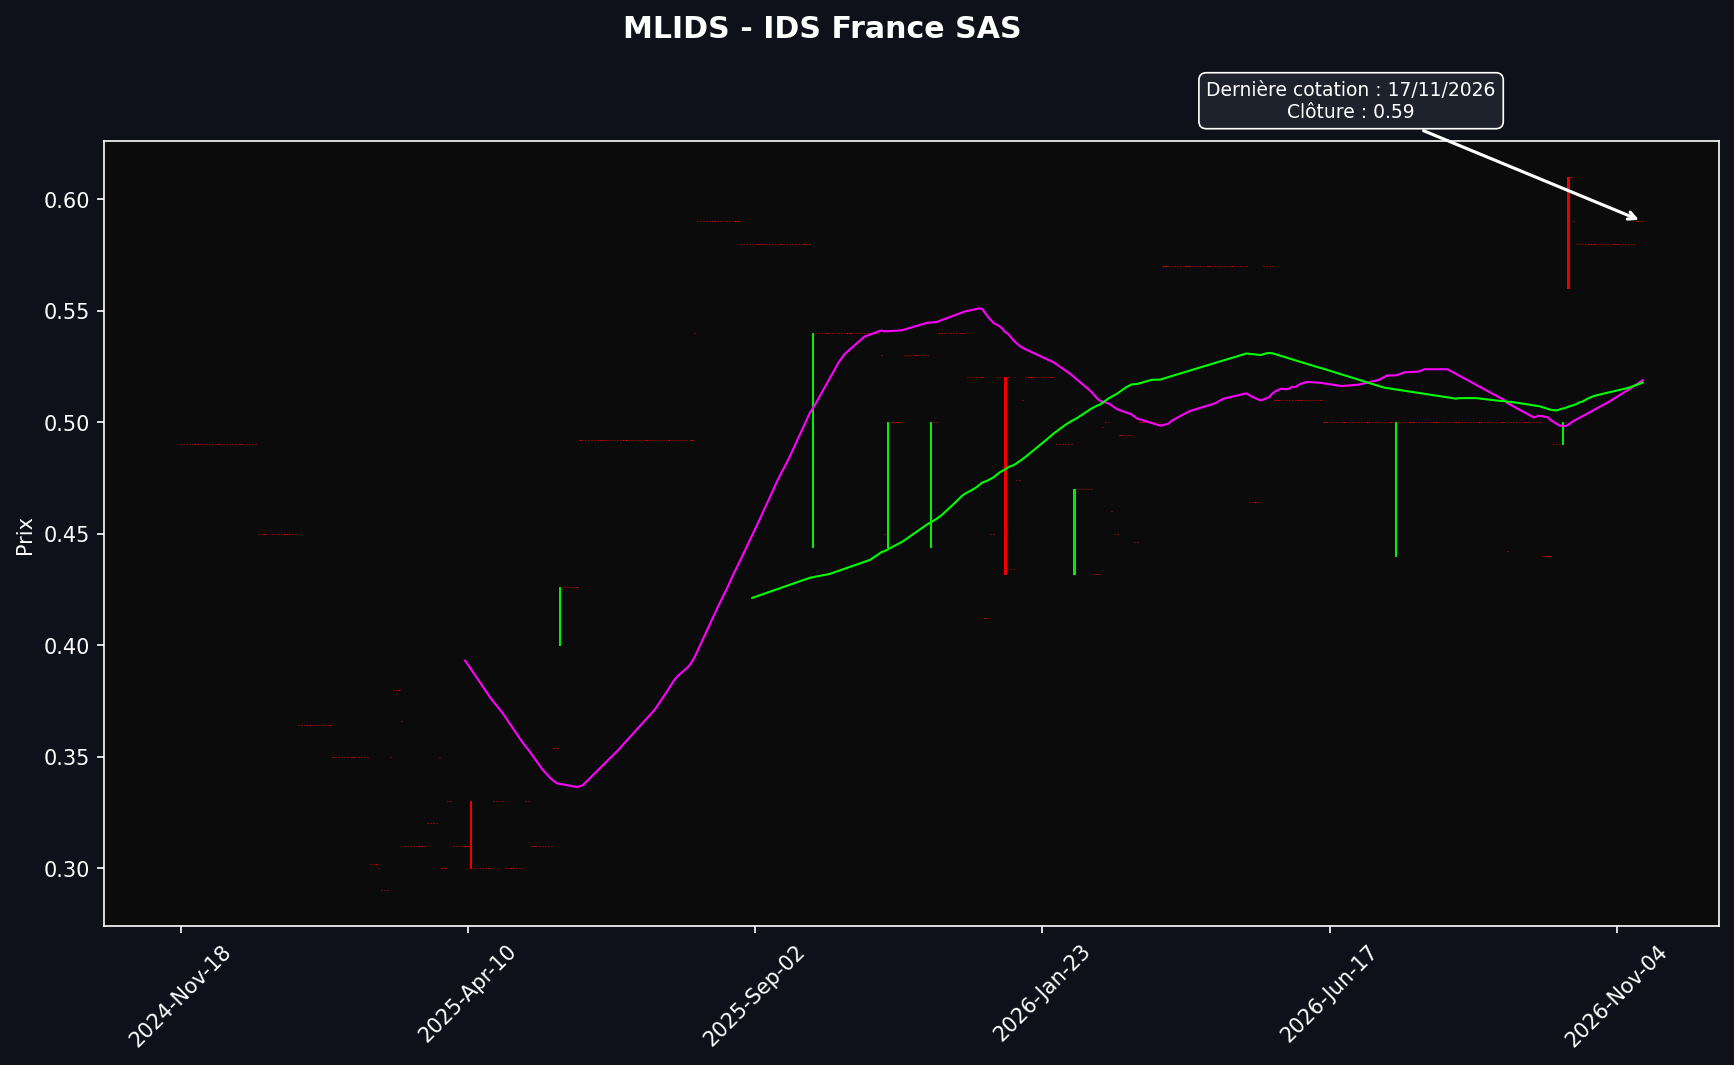 MLIDS - IDS France SAS
Dernière cotation : 17/11/2026
Clôture : 0.59
Prix
0.60
0.55
0.50
0.45
0.40
0.35
0.30
2024-Nov-18
2025-Apr-10
2025-Sep-02
2026-Jan-23
2026-Jun-17
2026-Nov-04